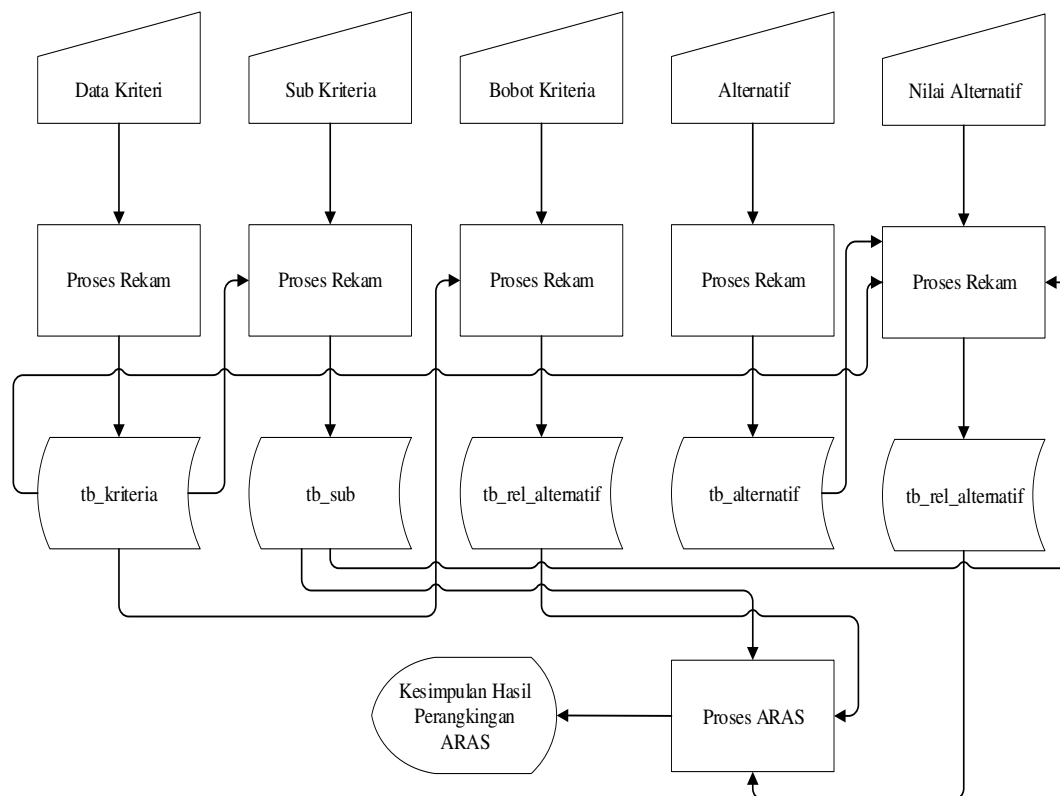 Data Kriteri
Sub Kriteria
Bobot Kriteria
Alternatif
Nilai Alternatif
Proses Rekam
Proses Rekam
Proses Rekam
Proses Rekam
Proses Rekam
tb_kriteria
tb_sub
tb_rel_alternatif
tb_alternatif
tb_rel_alternatif
Kesimpulan Hasil
Perangkingan
ARAS
Proses ARAS